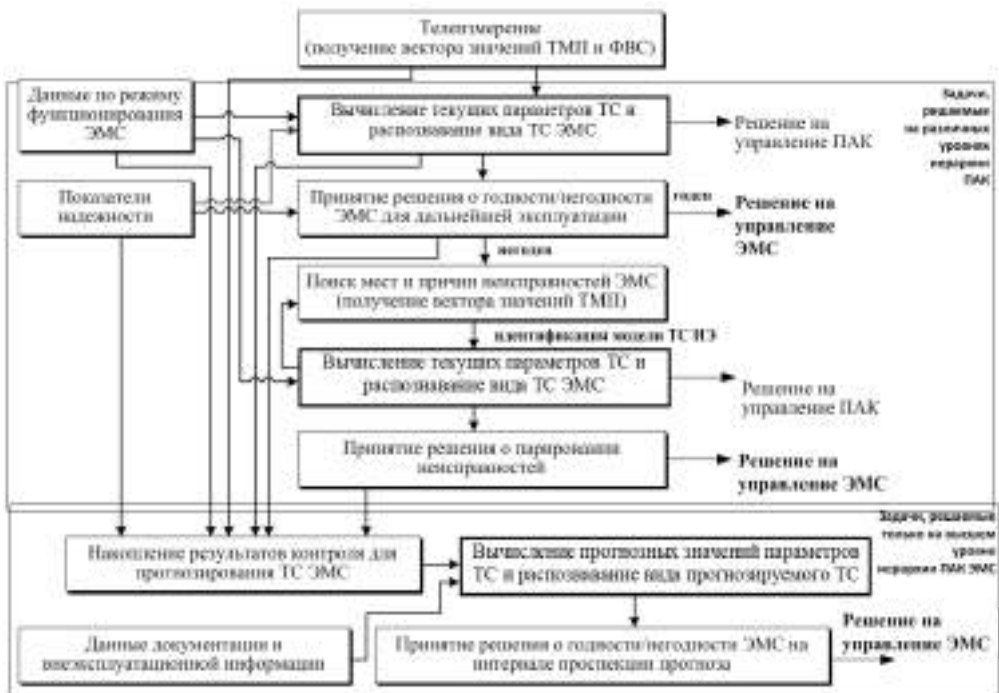 Телеизмерение
(получение вектора значений ТМП и ФВС)
Данные по режиму
функционирования
ЭМС
Вычисление текущих параметров ТС и
распознавание вида ТС ЭМС
Решение на
управление ПАК
Задачи,
решаемые
на различных
уровнях
иерархии
ПАК
Показатели
надежности
Принятие решения о годности/негодности
ЭМС для дальнейшей эксплуатации
годен
Решение на
управление
ЭМС
негоден
Поиск мест и причин неисправностей ЭМС
(получение вектора значений ТМП)
идентификация модели ТС ИЭ
Вычисление текущих параметров ТС и
распознавание вида ТС ЭМС
Решение на
управление ПАК
Принятие решения о парировании
неисправностей
Решение на
управление ЭМС
Задачи, решаемые
только на высшем
уровне
иерархии ПАК ЭМС
Накопление результатов контроля для
прогнозирования ТС ЭМС
Вычисление прогнозных значений параметров
ТС и распознавание вида прогнозируемого ТС
Данные документации и
внеэксплуатационной информации
Принятие решения о годности/негодности ЭМС на
интервале проспекции прогноза
Решение на
управление ЭМС